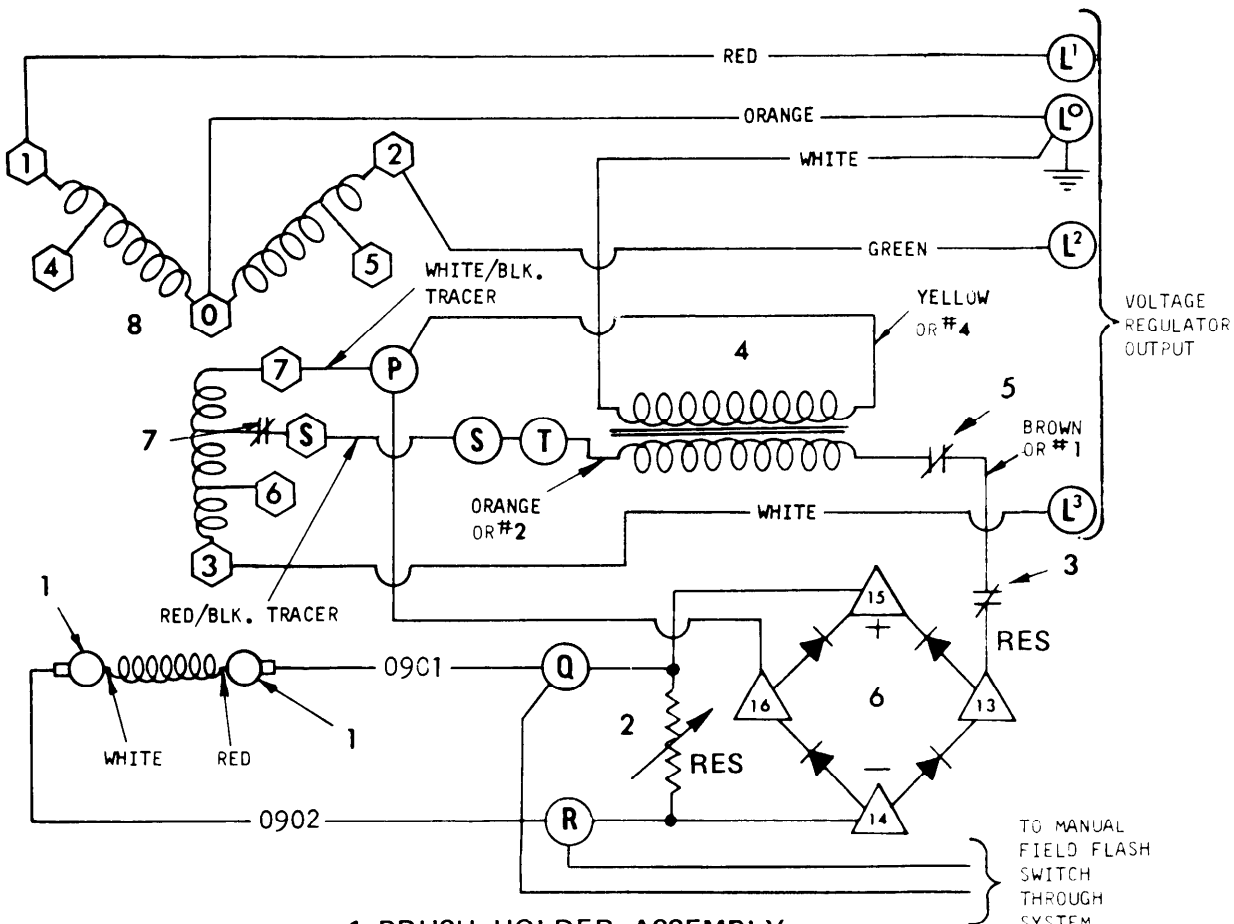 RED
L1
ORANGE
L0
WHITE
1
2
GREEN
L2
4
5
WHITE/BLK.
TRACER
0
8
YELLOW
OR #4
VOLTAGE
REGULATOR
OUTPUT
4
7
P
5
7
S
S
T
BROWN
OR #1
6
ORANGE
OR #2
WHITE
L3
3
3
1
RED/BLK. TRACER
15
+
RES
0901
Q
16
6
13
2
1
WHITE
RED
RES
−
0902
R
14
TO MANUAL
FIELD FLASH
SWITCH
THROUGH
SYSTEM
1 BRUSH HOLDER ASSEMBLY